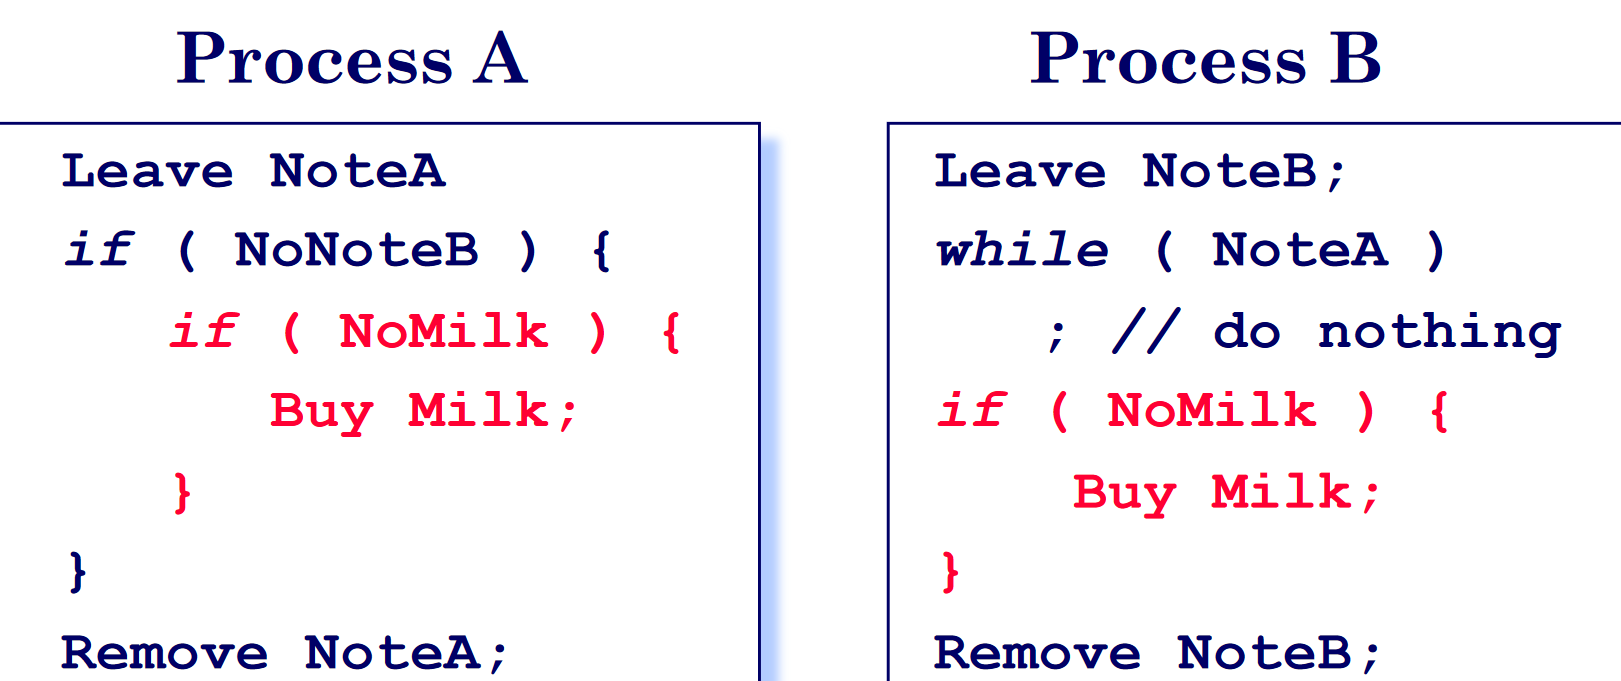 Process A
Leave NoteA
if ( NoNoteB ) {
if ( NoMilk ) {
Buy Milk;
}
}
Remove NoteA;
Process B
Leave NoteB;
while ( NoteA )
; // do nothing
if ( NoMilk ) {
Buy Milk;
}
Remove NoteB;